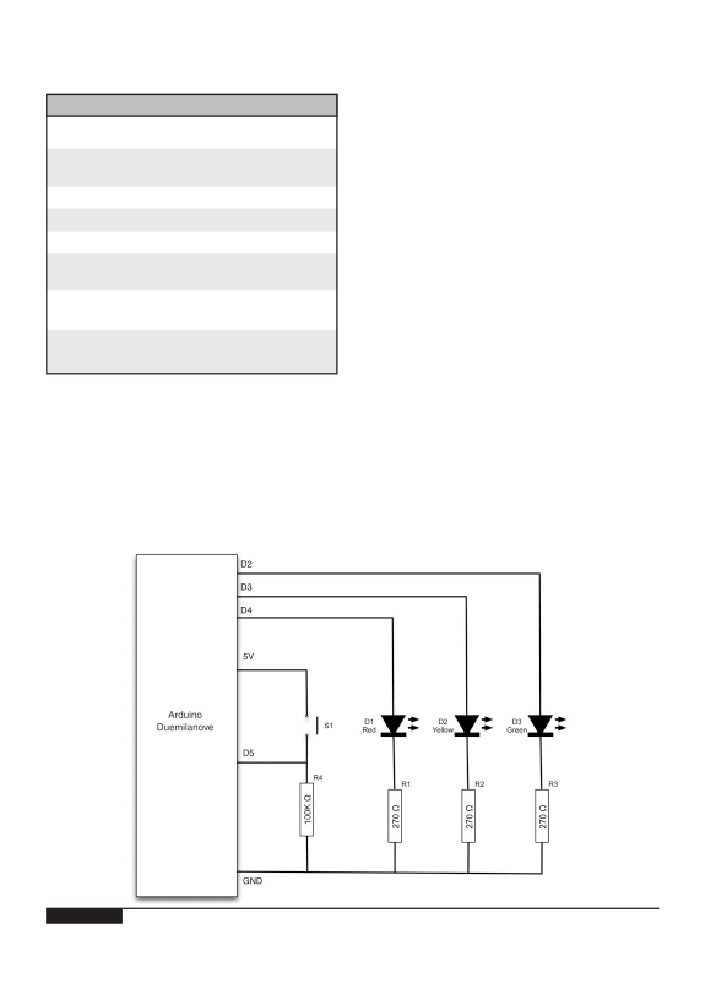 D2
D3
D4
5V
Arduino
Duemilanove
S1
D1
Red
D2
Yellow
D3
Green
D5
R4
100K Ω
R1
270 Ω
R2
270 Ω
R3
270 Ω
GND